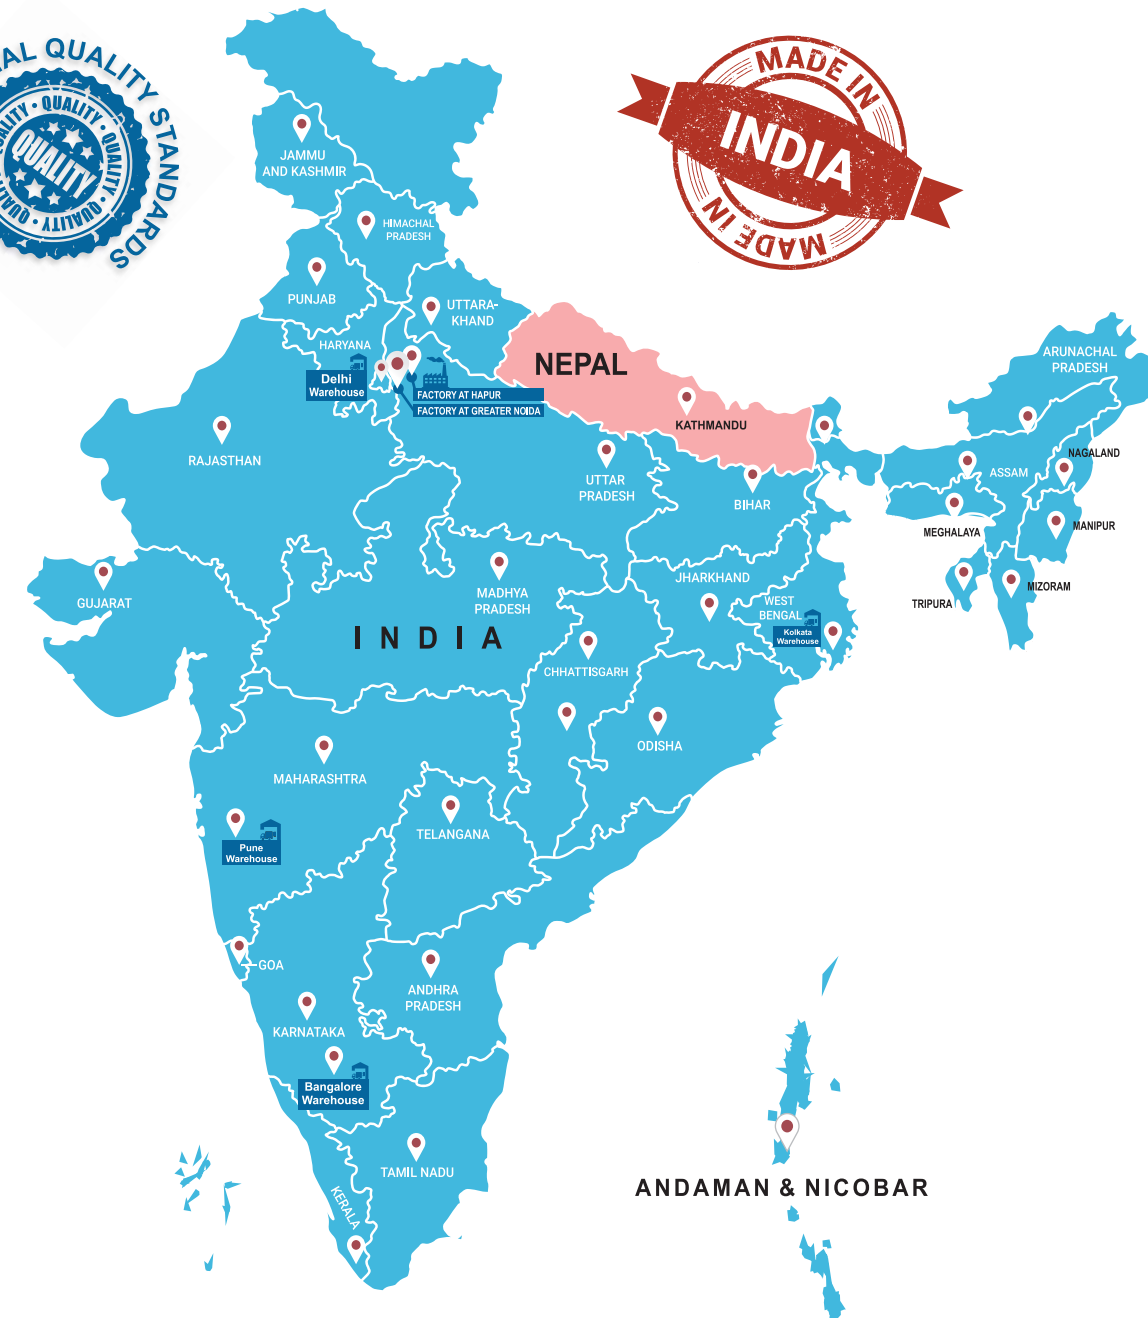 QUALITY STANDARDS
QUALITY • QUALITY • QUALITY • QUALITY
QUALITY
MADE IN
INDIA
MADE IN
JAMMU
AND KASHMIR
HIMACHAL
PRADESH
PUNJAB
UTTARA-
KHAND
HARYANA
Delhi
Warehouse
FACTORY AT HAPUR
FACTORY AT GREATER NOIDA
NEPAL
KATHMANDU
ARUNACHAL
PRADESH
RAJASTHAN
UTTAR
PRADESH
BIHAR
ASSAM
NAGALAND
MEGHALAYA
MANIPUR
TRIPURA
MIZORAM
GUJARAT
MADHYA
PRADESH
JHARKHAND
WEST
BENGAL
Kolkata
Warehouse
INDIA
CHHATTISGARH
ODISHA
MAHARASHTRA
TELANGANA
Pune
Warehouse
GOA
ANDHRA
PRADESH
KARNATAKA
Bangalore
Warehouse
TAMIL NADU
KERALA
ANDAMAN & NICOBAR